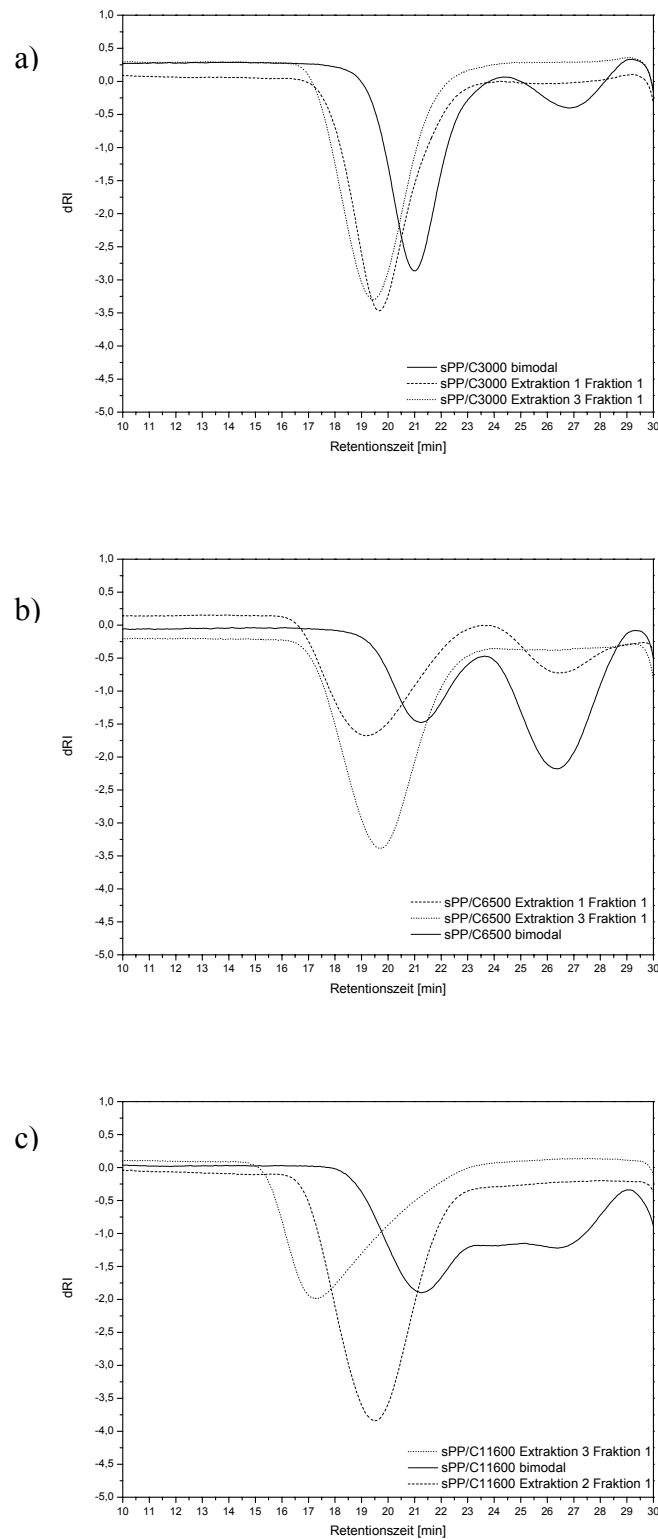 a)
1,0
0,5
0,0
-0,5
-1,0
-1,5
-2,0
-2,5
-3,0
-3,5
-4,0
-4,5
-5,0
dRI
sPP/C3000 bimodal
sPP/C3000 Extraktion 1 Fraktion 1
sPP/C3000 Extraktion 3 Fraktion 1
10 11 12 13 14 15 16 17 18 19 20 21 22 23 24 25 26 27 28 29 30
Retentionszeit [min]
b)
1,0
0,5
0,0
-0,5
-1,0
-1,5
-2,0
-2,5
-3,0
-3,5
-4,0
-4,5
-5,0
dRI
sPP/C6500 Extraktion 1 Fraktion 1
sPP/C6500 Extraktion 3 Fraktion 1
sPP/C6500 bimodal
10 11 12 13 14 15 16 17 18 19 20 21 22 23 24 25 26 27 28 29 30
Retentionszeit [min]
c)
1,0
0,5
0,0
-0,5
-1,0
-1,5
-2,0
-2,5
-3,0
-3,5
-4,0
-4,5
-5,0
dRI
sPP/C11600 Extraktion 3 Fraktion 1
sPP/C11600 bimodal
sPP/C11600 Extraktion 2 Fraktion 1
10 11 12 13 14 15 16 17 18 19 20 21 22 23 24 25 26 27 28 29 30
Retentionszeit [min]